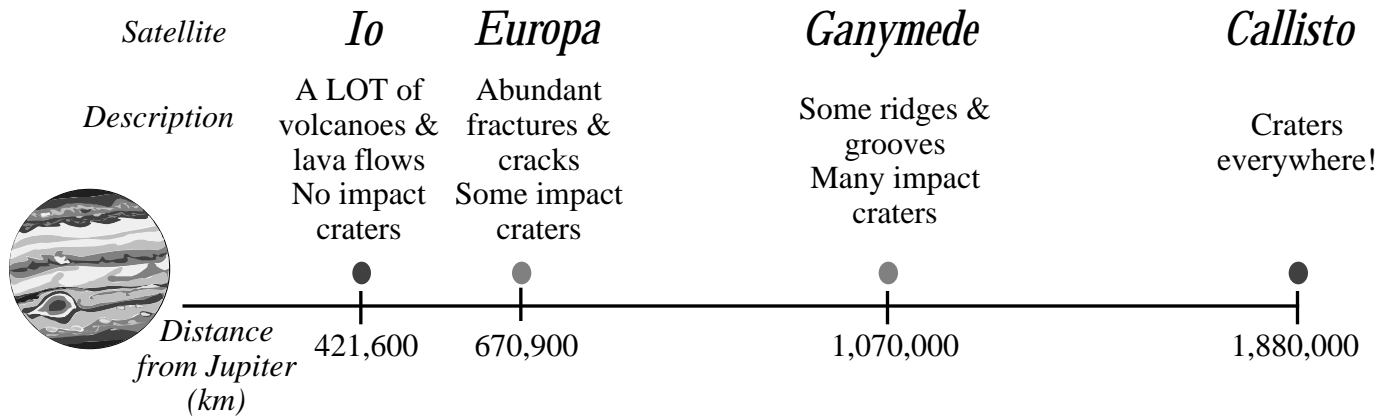 Satellite
Io
Europa
Ganymede
Callisto
Description
A LOT of
volcanoes &
lava flows
No impact
craters
Abundant
fractures &
cracks
Some impact
craters
Some ridges &
grooves
Many impact
craters
Craters
everywhere!
Distance
from Jupiter
(km)
421,600
670,900
1,070,000
1,880,000